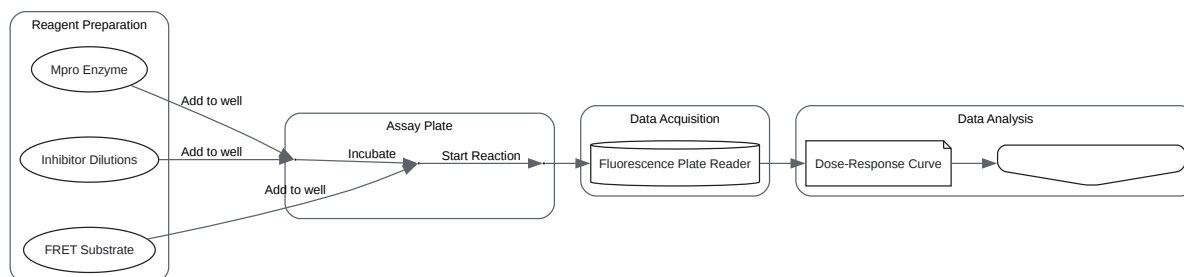 Reagent Preparation
Mpro Enzyme
Add to well
Assay Plate
Data Acquisition
Data Analysis
Inhibitor Dilutions
Add to well
Incubate
Start Reaction
Fluorescence Plate Reader
Dose-Response Curve
Add to well
FRET Substrate